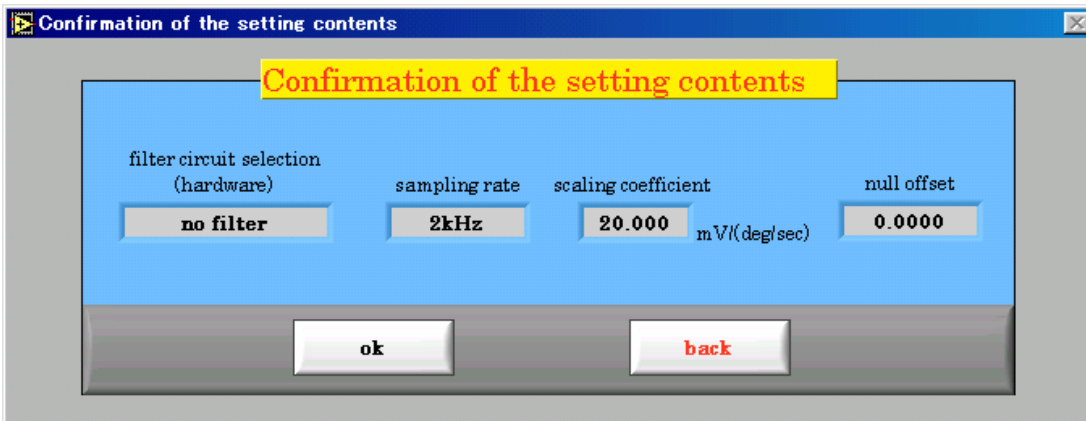 Confirmation of the setting contents
Confirmation of the setting contents
filter circuit selection
(hardware)
no filter
sampling rate
2kHz
scaling coefficient
20.000
mV/(deg/sec)
null offset
0.0000
ok
back